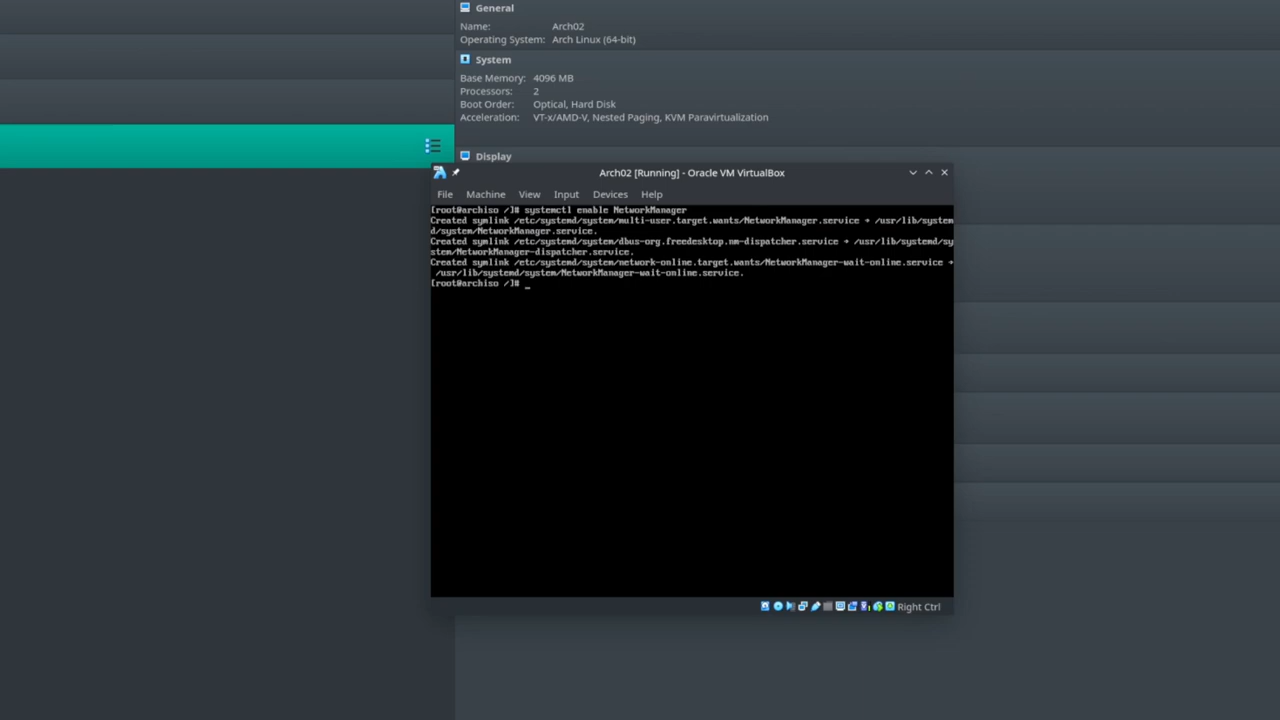 General
Name: Arch02
Operating System: Arch Linux (64-bit)
System
Base Memory: 4096 MB
Processors: 2
Boot Order: Optical, Hard Disk
Acceleration: VT-x/AMD-V, Nested Paging, KVM Paravirtualization
Display
Arch02 [Running] - Oracle VM VirtualBox
File Machine View Input Devices Help
[root@archiso /]# systemctl enable NetworkManager
Created symlink /etc/systemd/system/multi-user.target.wants/NetworkManager.service → /usr/lib/system
d/system/NetworkManager.service.
Created symlink /etc/systemd/system/dbus-org.freedesktop.nm-dispatcher.service → /usr/lib/systemd/sy
stem/NetworkManager-dispatcher.service.
Created symlink /etc/systemd/system/network-online.target.wants/NetworkManager-wait-online.service →
/usr/lib/systemd/system/NetworkManager-wait-online.service.
[root@archiso /]# _
Right Ctrl